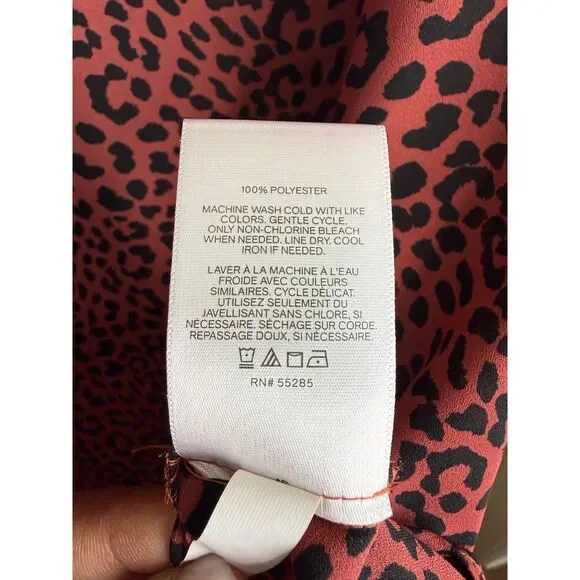 100% POLYESTER
MACHINE WASH COLD WITH LIKE
COLORS. GENTLE CYCLE.
ONLY NON-CHLORINE BLEACH
WHEN NEEDED. LINE DRY. COOL
IRON IF NEEDED.
LAVER À LA MACHINE À L'EAU
FROIDE AVEC COULEURS
SIMILAIRES. CYCLE DÉLICAT.
UTILISEZ SEULEMENT DU
JAVELLISANT SANS CHLORE, SI
NÉCESSAIRE. SÉCHAGE SUR CORDE.
REPASSAGE DOUX, SI NÉCESSAIRE.
RN# 55285